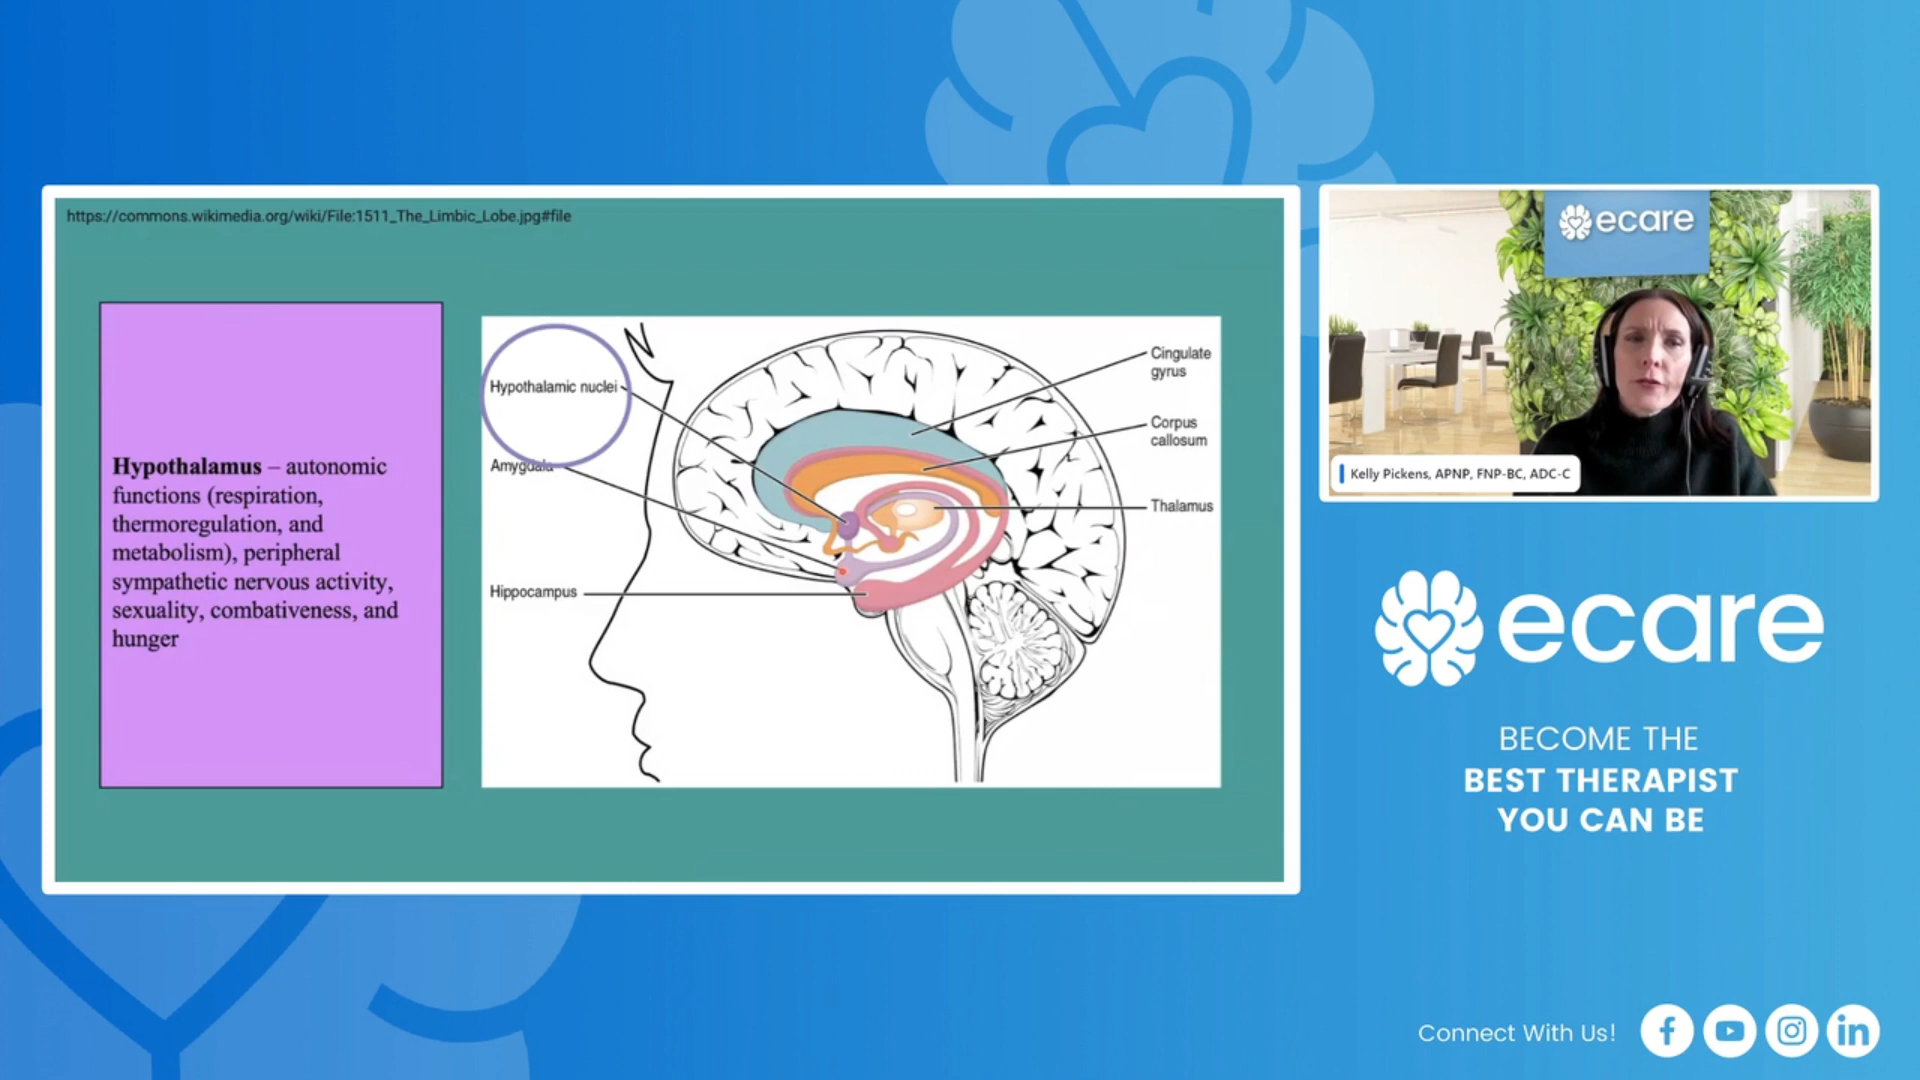 https://commons.wikimedia.org/wiki/File:1511_The_Limbic_Lobe.jpg#file
Hypothalamus – autonomic
functions (respiration,
thermoregulation, and
metabolism), peripheral
sympathetic nervous activity,
sexuality, combativeness, and
hunger
Hypothalamic nuclei
Amygdala
Hippocampus
Cingulate
gyrus
Corpus
callosum
Thalamus
ecare
Kelly Pickens, APNP, FNP-BC, ADC-C
ecare
BECOME THE
BEST THERAPIST
YOU CAN BE
Connect With Us!
f
in